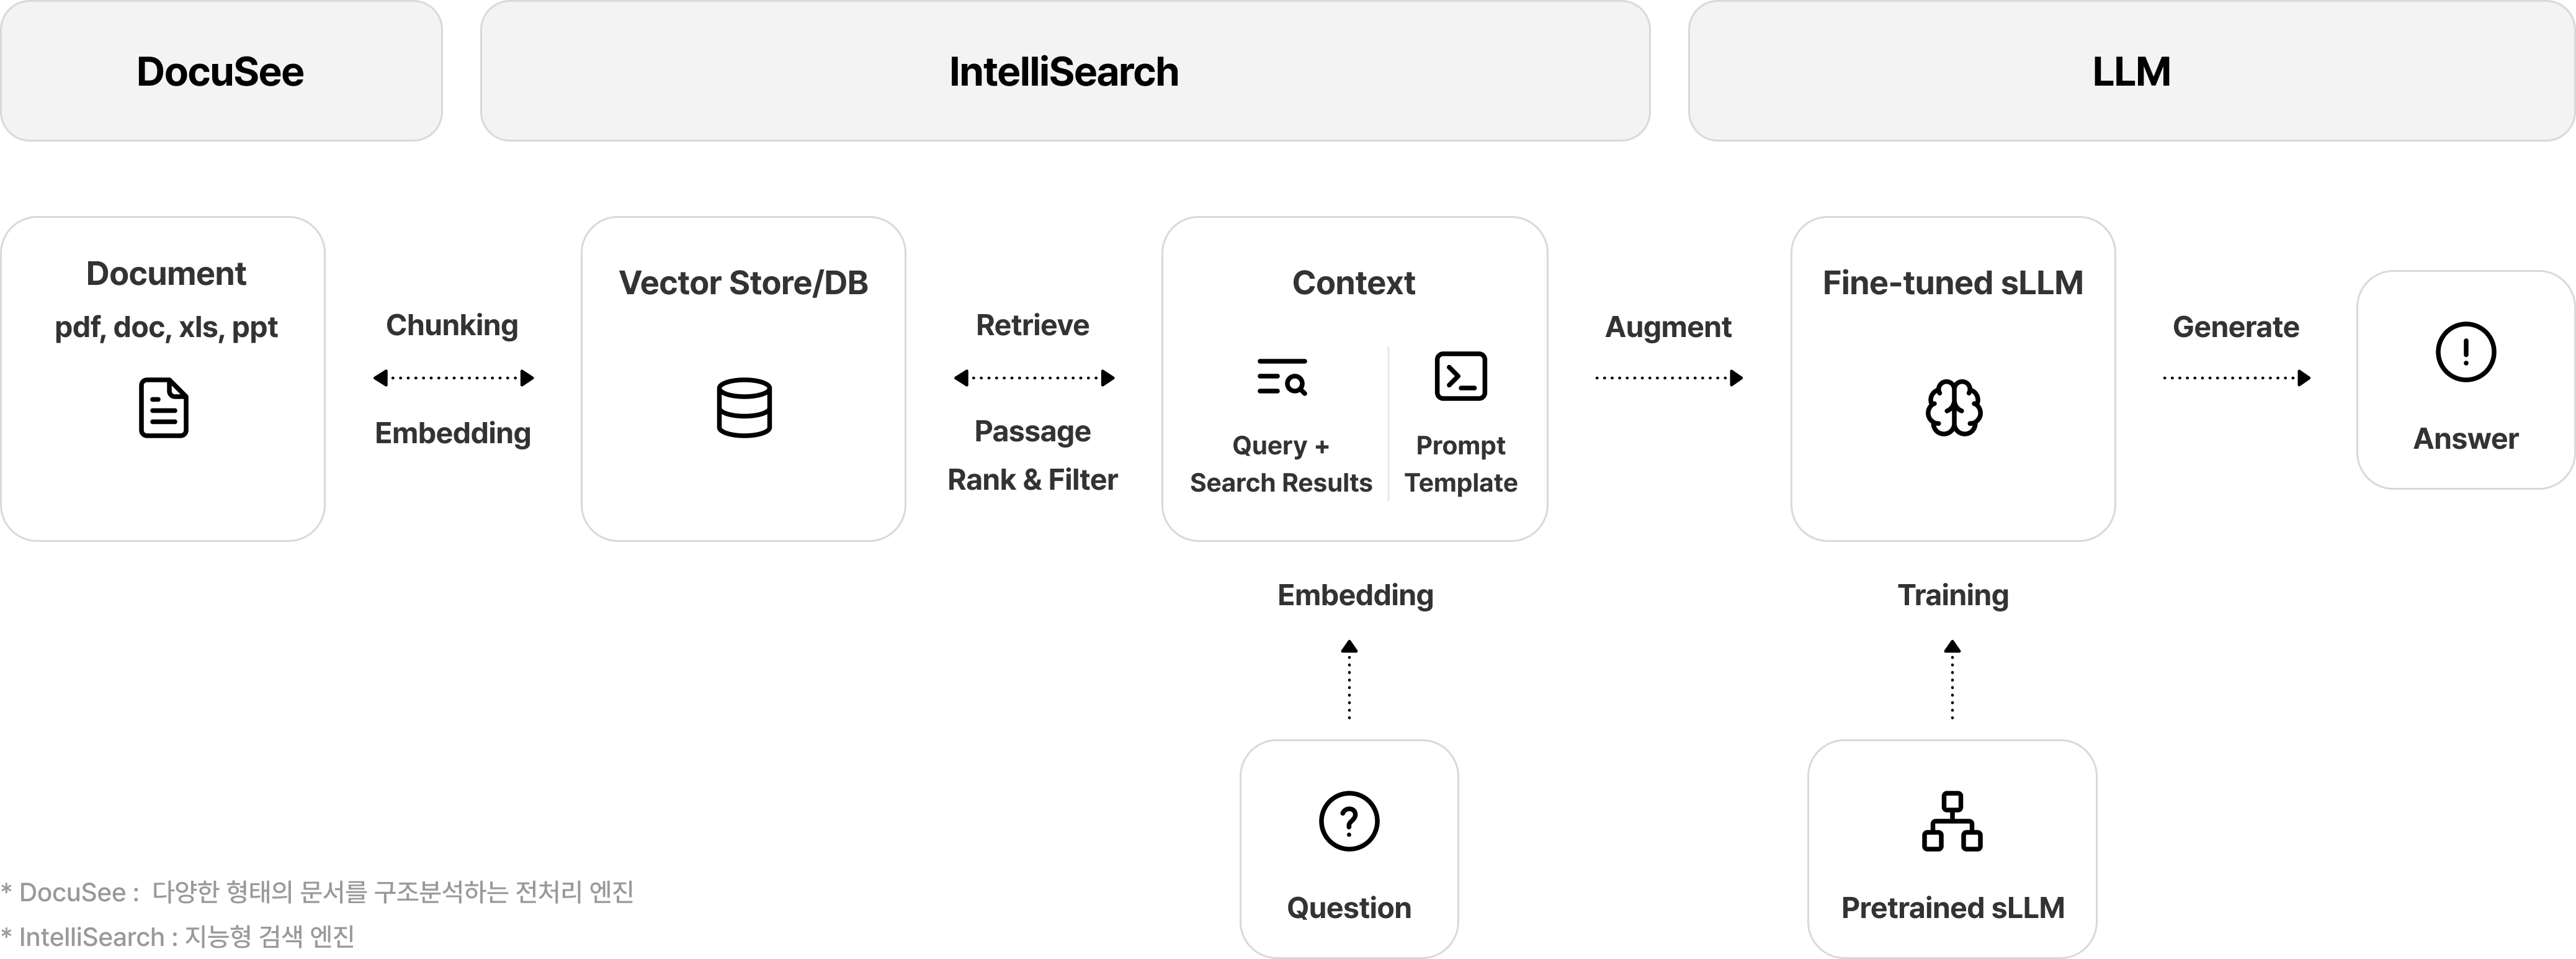 DocuSee
IntelliSearch
LLM
Document
pdf, doc, xls, ppt
Chunking
Embedding
Vector Store/DB
Retrieve
Passage
Rank & Filter
Context
Query +
Search Results
Prompt
Template
Augment
Fine-tuned sLLM
Generate
Answer
Embedding
Training
Question
Pretrained sLLM
* DocuSee : 다양한 형태의 문서를 구조분석하는 전처리 엔진
* IntelliSearch : 지능형 검색 엔진